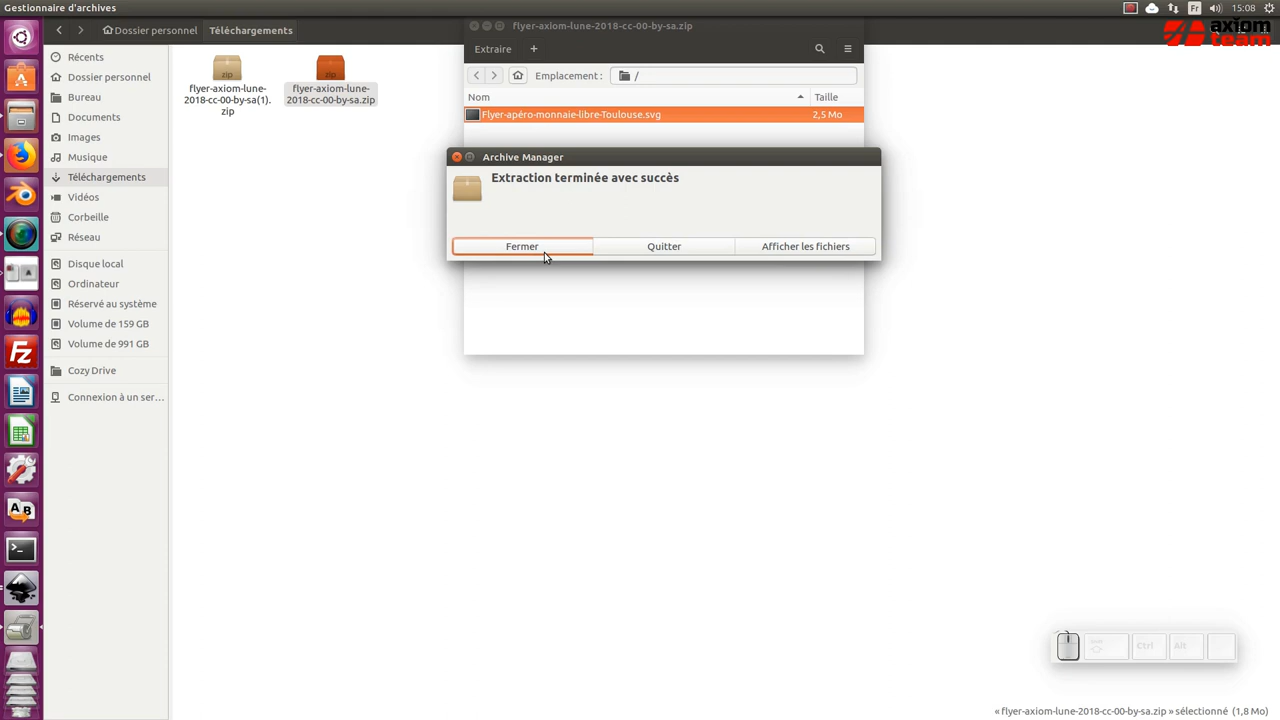 Gestionnaire d'archives
Fr
15:08
Dossier personnel
Téléchargements
axiom
team
Récents
Dossier personnel
Bureau
Documents
Images
Musique
Téléchargements
Vidéos
Corbeille
Réseau
Disque local
Ordinateur
Réservé au système
Volume de 159 GB
Volume de 991 GB
Cozy Drive
Connexion à un ser…
zip
flyer-axiom-lune-
2018-cc-00-by-sa(1).
zip
zip
flyer-axiom-lune-
2018-cc-00-by-sa.zip
flyer-axiom-lune-2018-cc-00-by-sa.zip
Extraire
+
Emplacement :
/
Nom
Taille
Flyer-apéro-monnaie-libre-Toulouse.svg
2,5 Mo
Archive Manager
Extraction terminée avec succès
Fermer
Quitter
Afficher les fichiers
Ctrl
Alt
« flyer-axiom-lune-2018-cc-00-by-sa.zip » sélectionné (1,8 Mo)